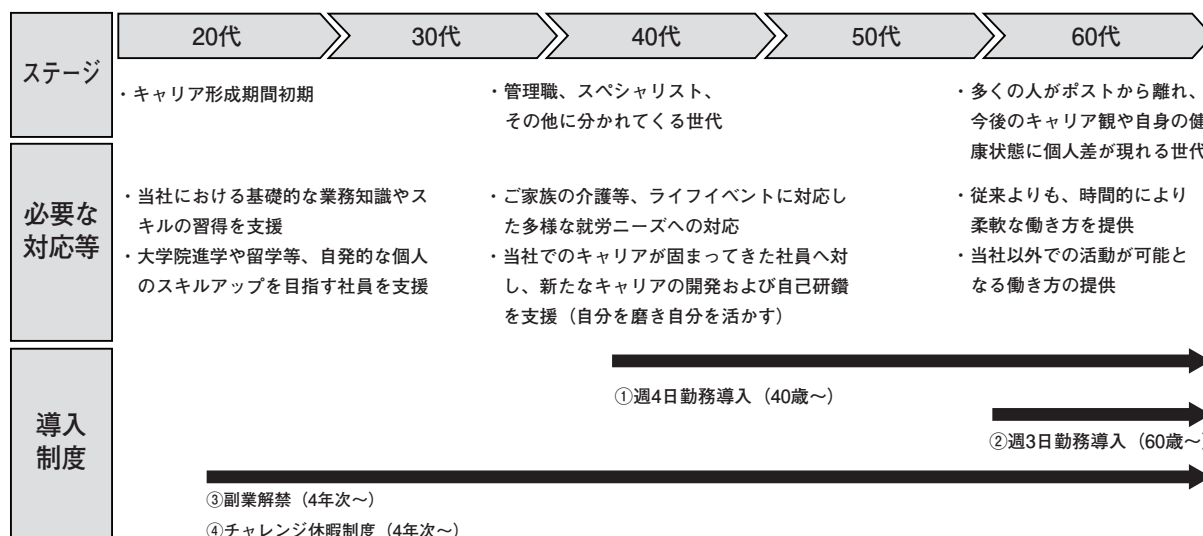 ステージ
20代
30代
40代
50代
60代
・キャリア形成期間初期
・管理職、スペシャリスト、
その他に分かれてくる世代
・多くの人がポストから離れ、
今後のキャリア観や自身の健
康状態に個人差が現れる世代
必要な
対応等
・当社における基礎的な業務知識やス
キルの習得を支援
・大学院進学や留学等、自発的な個人
のスキルアップを目指す社員を支援
・ご家族の介護等、ライフイベントに対応し
た多様な就労ニーズへの対応
・当社でのキャリアが固まってきた社員へ対
し、新たなキャリアの開発および自己研鑽
を支援（自分を磨き自分を活かす）
・従来よりも、時間的により
柔軟な働き方を提供
・当社以外での活動が可能と
なる働き方の提供
導入
制度
①週4日勤務導入（40歳～）
②週3日勤務導入（60歳～）
③副業解禁（4年次～）
④チャレンジ休暇制度（4年次～）